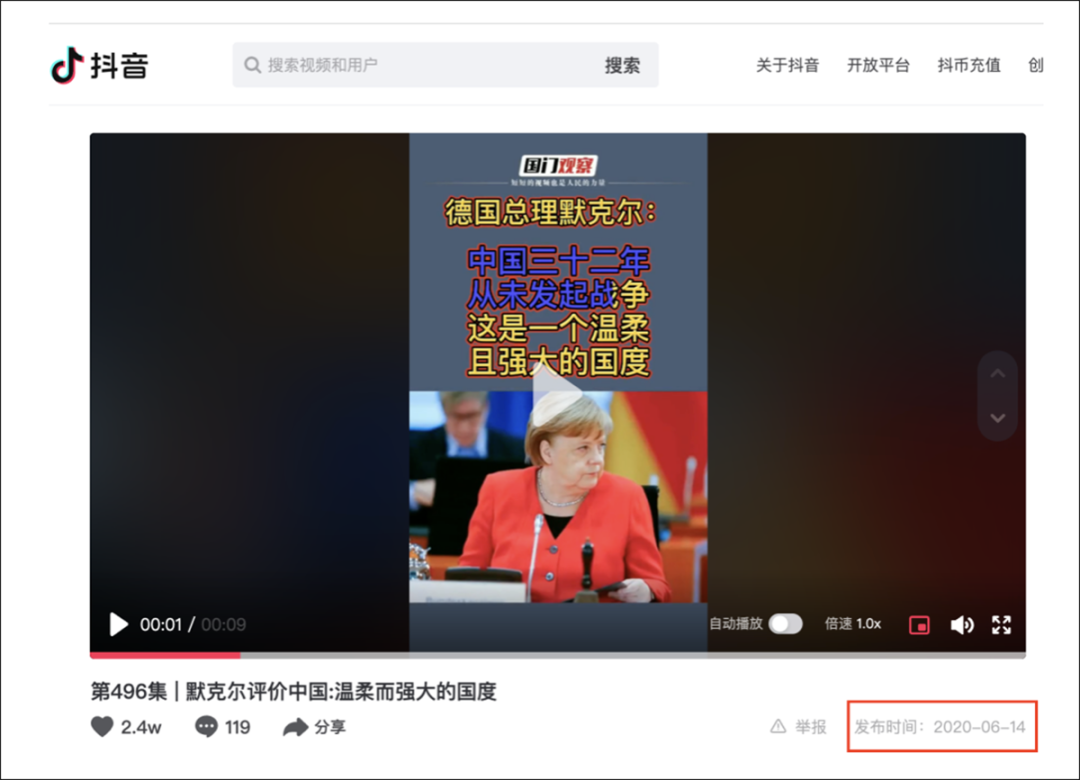 抖音
搜索视频和用户
搜索
关于抖音 开放平台 抖币充值 创
国门观察
短短的视频也是人民的力量
德国总理默克尔：
中国三十二年
从未发起战争
这是一个温柔
且强大的国度
00:01 / 00:09
自动播放 倍速 1.0x
第496集 | 默克尔评价中国:温柔而强大的国度
2.4w 119 分享
举报 发布时间：2020-06-14